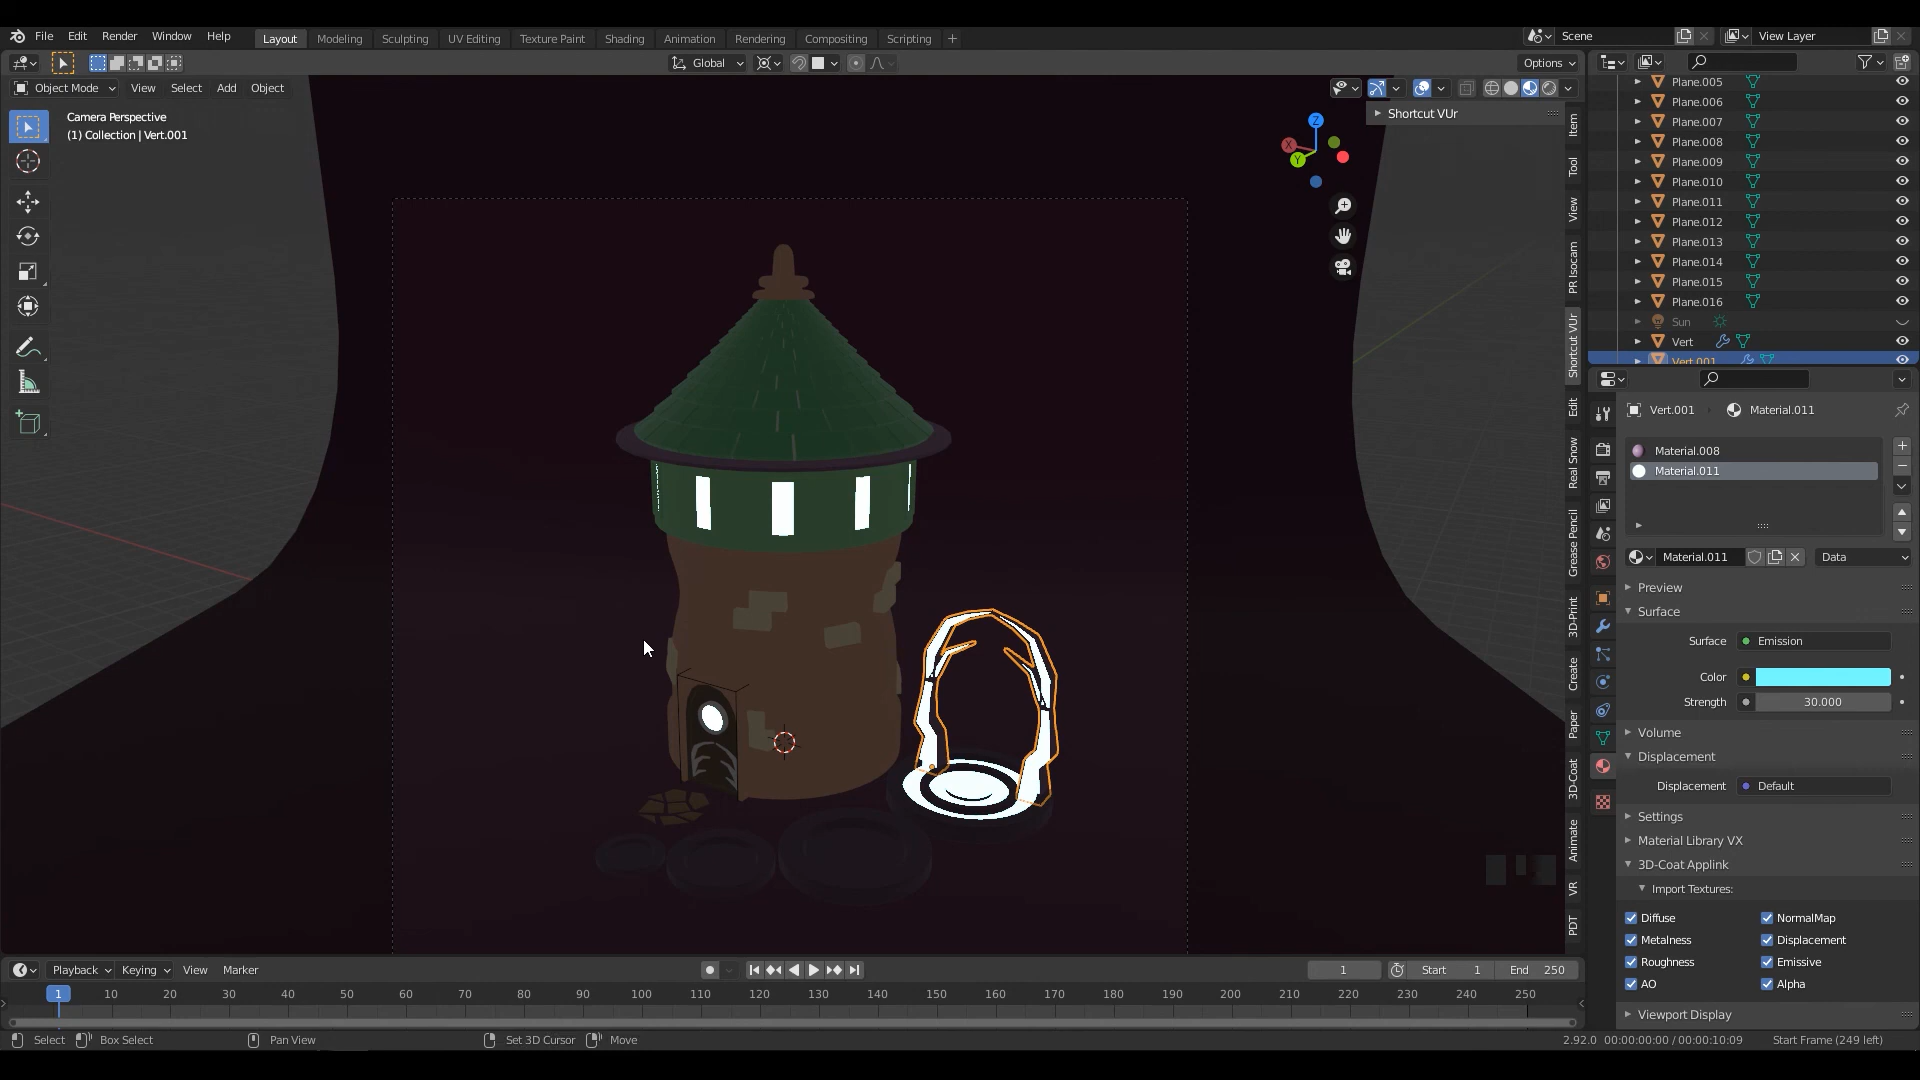 File Edit Render Window Help
Layout Modeling Sculpting UV Editing Texture Paint Shading Animation Rendering Compositing Scripting +
Scene View Layer
Global Options
Object Mode View Select Add Object
Camera Perspective
(1) Collection | Vert.001
Shortcut VUr
Z
X
Y
Item
Tool
View
PR Isocam
Shortcut VUr
Edit
Real Snow
Grease Pencil
3D-Print
Create
Paper
3D-Coat
Animate
VR
PDT
Plane.005
Plane.006
Plane.007
Plane.008
Plane.009
Plane.010
Plane.011
Plane.012
Plane.013
Plane.014
Plane.015
Plane.016
Sun
Vert
Vert.001
Vert.001 Material.011
Material.008
Material.011
Material.011 Data
Preview
Surface
Surface Emission
Color
Strength 30.000
Volume
Displacement
Displacement Default
Settings
Material Library VX
3D-Coat Applink
Import Textures:
Diffuse NormalMap
Metalness Displacement
Roughness Emissive
AO Alpha
Viewport Display
Playback Keying View Marker
1 Start 1 End 250
1 10 20 30 40 50 60 70 80 90 100 110 120 130 140 150 160 170 180 190 200 210 220 230 240 250
Select Box Select Pan View Set 3D Cursor Move
2.92.0 00:00:00:00 / 00:00:10:09 Start Frame (249 left)